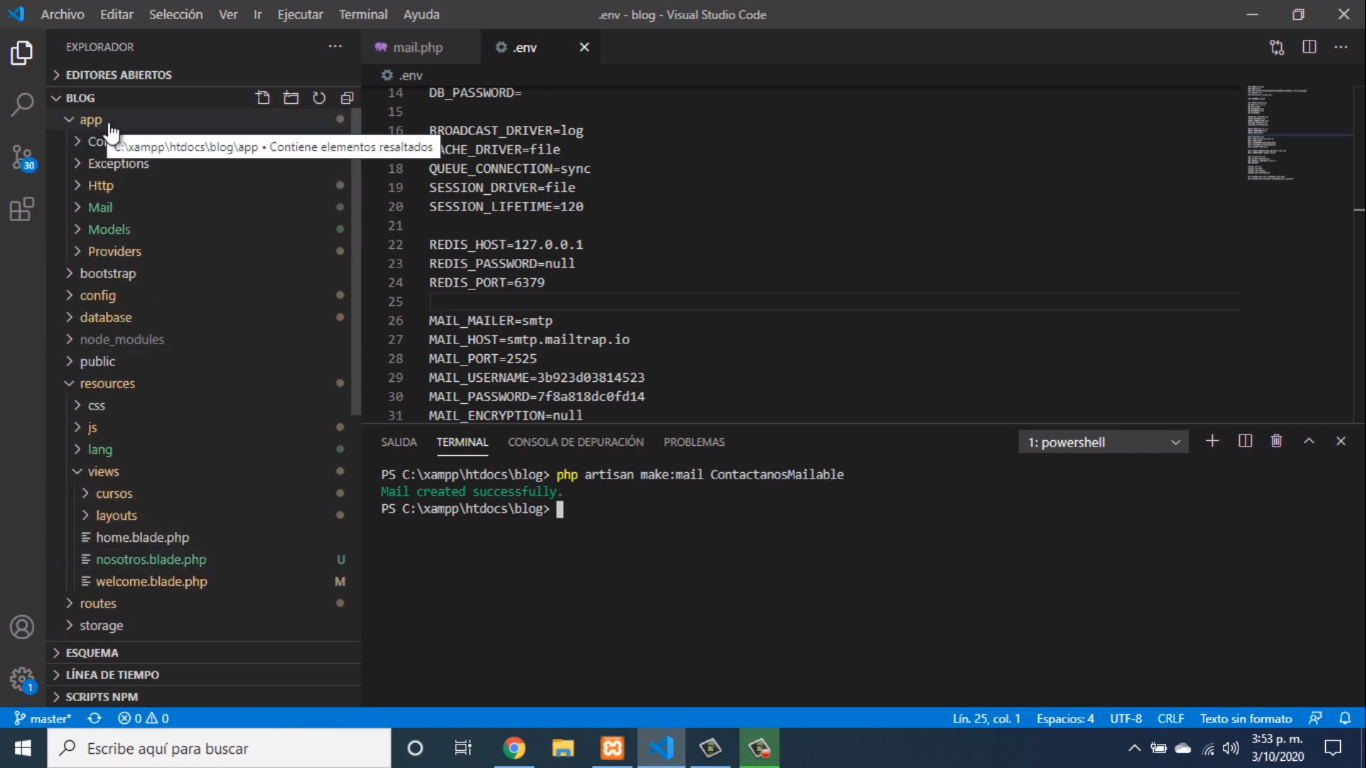 Archivo Editar Selección Ver Ir Ejecutar Terminal Ayuda
.env - blog - Visual Studio Code
EXPLORADOR
EDITORES ABIERTOS
BLOG
app
C:\xampp\htdocs\blog\app • Contiene elementos resaltados
Exceptions
Http
Mail
Models
Providers
bootstrap
config
database
node_modules
public
resources
css
js
lang
views
cursos
layouts
home.blade.php
nosotros.blade.php U
welcome.blade.php M
routes
storage
ESQUEMA
LÍNEA DE TIEMPO
SCRIPTS NPM
30
1
mail.php
.env
.env
14 DB_PASSWORD=
15
16 BROADCAST_DRIVER=log
CACHE_DRIVER=file
18 QUEUE_CONNECTION=sync
19 SESSION_DRIVER=file
20 SESSION_LIFETIME=120
21
22 REDIS_HOST=127.0.0.1
23 REDIS_PASSWORD=null
24 REDIS_PORT=6379
25
26 MAIL_MAILER=smtp
27 MAIL_HOST=smtp.mailtrap.io
28 MAIL_PORT=2525
29 MAIL_USERNAME=3b923d03814523
30 MAIL_PASSWORD=7f8a818dc0fd14
31 MAIL_ENCRYPTION=null
SALIDA TERMINAL CONSOLA DE DEPURACIÓN PROBLEMAS
1: powershell
PS C:\xampp\htdocs\blog> php artisan make:mail ContactanosMailable
Mail created successfully.
PS C:\xampp\htdocs\blog>
master* 0 0
Lín. 25, col. 1 Espacios: 4 UTF-8 CRLF Texto sin formato
Escribe aquí para buscar
3:53 p. m.
3/10/2020